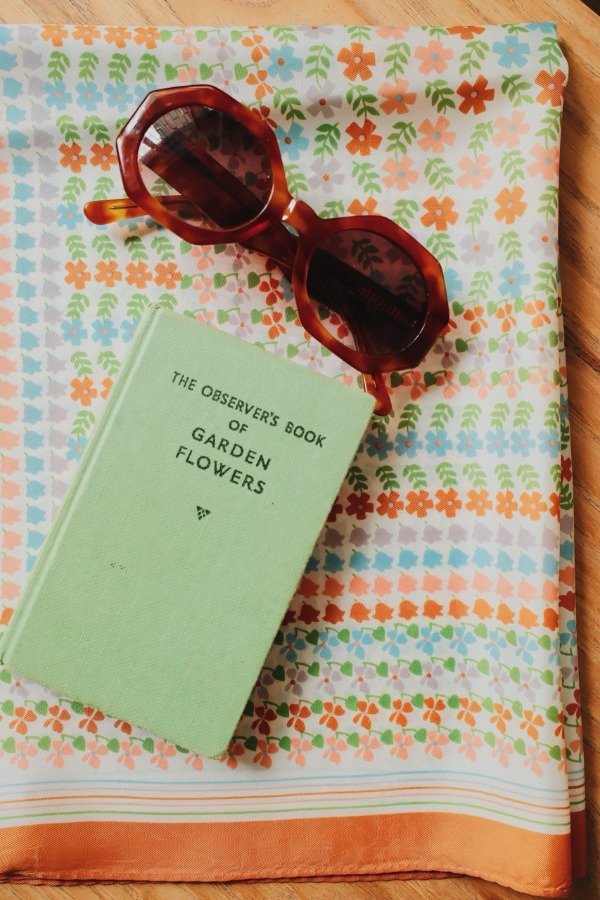 THE OBSERVER'S BOOK
OF
GARDEN
FLOWERS